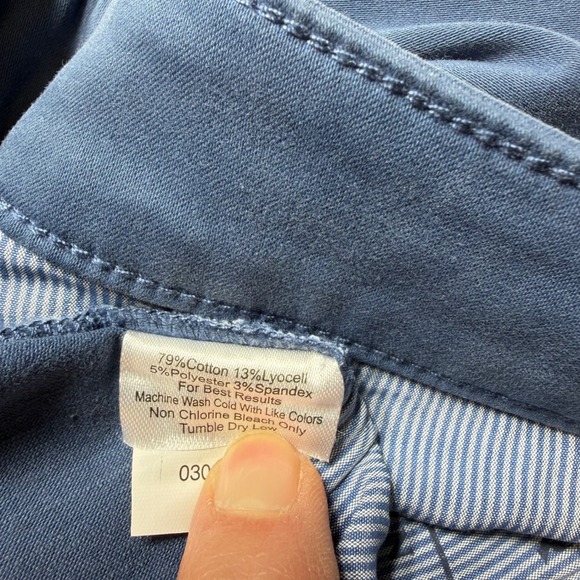 79%Cotton 13%Lyocell
5%Polyester 3%Spandex
For Best Results
Machine Wash Cold With Like Colors
Non Chlorine Bleach Only
Tumble Dry Low
030